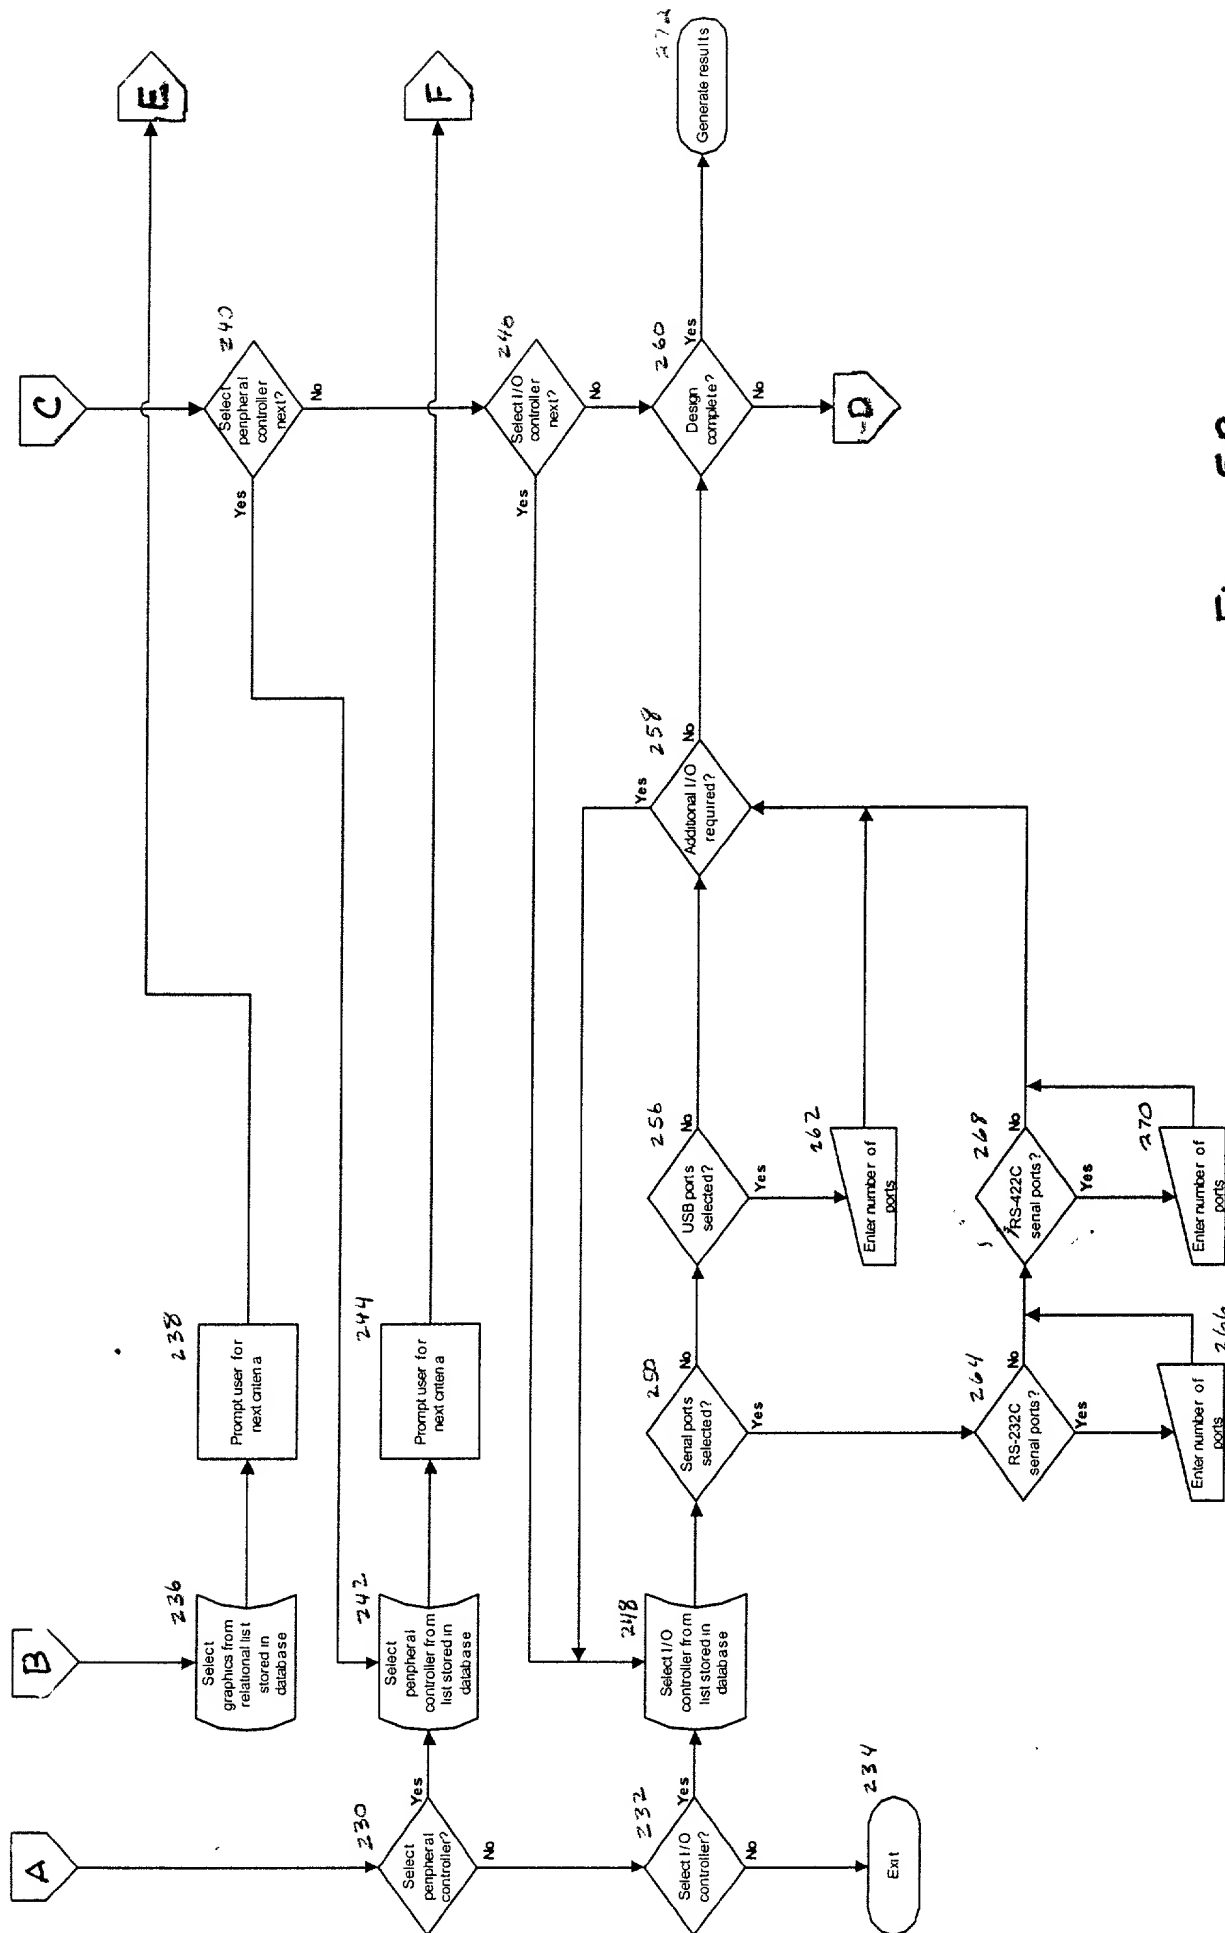 A
230
Select
peripheral
controller?
Yes
No
232
Select I/O
controller?
Yes
No
234
Exit
B
236
Select
graphics from
relational list
stored in
database
238
Prompt user for
next criteria
E
242
Select
peripheral
controller from
list stored in
database
244
Prompt user for
next criteria
F
248
Select I/O
controller from
list stored in
database
250
Serial ports
selected?
No
Yes
256
USB ports
selected?
No
Yes
262
Enter number of
ports
258
Additional I/O
required?
Yes
No
264
RS-232C
serial ports?
No
Yes
266
Enter number of
ports
268
RS-422C
serial ports?
No
Yes
270
Enter number of
ports
C
240
Select
peripheral
controller
next?
Yes
No
246
Select I/O
controller
next?
Yes
No
260
Design
complete?
Yes
No
D
272
Generate results